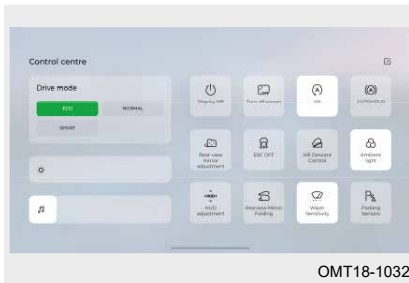 Control centre
Drive mode
ECO
NORMAL
SPORT
Display Off
Turn off screen
OFF
AUTOHOLD
Rear-view
mirror
adjustment
ESC OFF
Hill Descent
Control
Ambient
light
HUD
adjustment
Rearview Mirror
Folding
Wiper
Sensitivity
Parking
Sensors
OMT18-1032